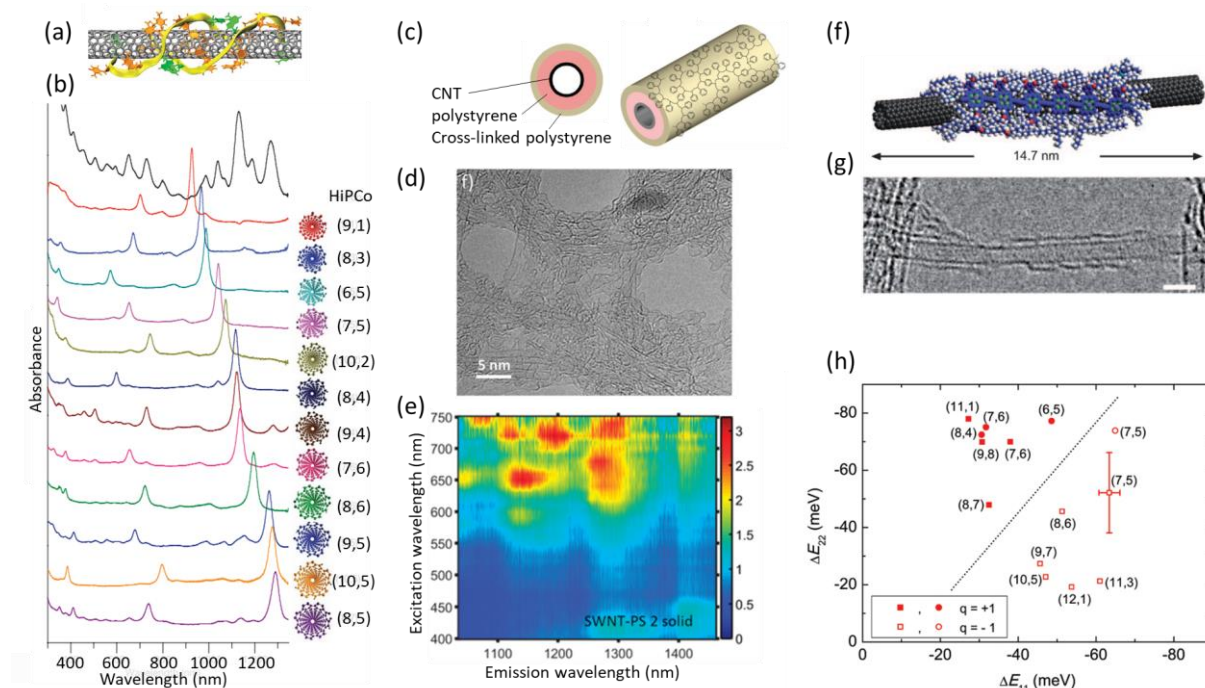 (a)
(b)
HiPCo
(9,1)
(8,3)
(6,5)
(7,5)
(10,2)
(8,4)
(9,4)
(7,6)
(8,6)
(9,5)
(10,5)
(8,5)
Absorbance
400 600 800 1000 1200
Wavelength (nm)
(c)
CNT
polystyrene
Cross-linked polystyrene
(d)
f)
5 nm
(e)
750
700
650
600
550
500
450
400
Excitation wavelength (nm)
SWNT-PS 2 solid
3
2.5
2
1.5
1
0.5
0
1100 1200 1300 1400
Emission wavelength (nm)
(f)
14.7 nm
(g)
(h)
-80
-60
-40
-20
0
ΔE22 (meV)
(11,1)
(7,6)
(6,5)
(8,4)
(9,8)
(7,6)
(7,5)
(7,5)
(8,7)
(8,6)
(9,7)
(10,5)
(12,1)
(11,3)
, q = +1
, q = - 1
0 -20 -40 -60 -80
(meV)